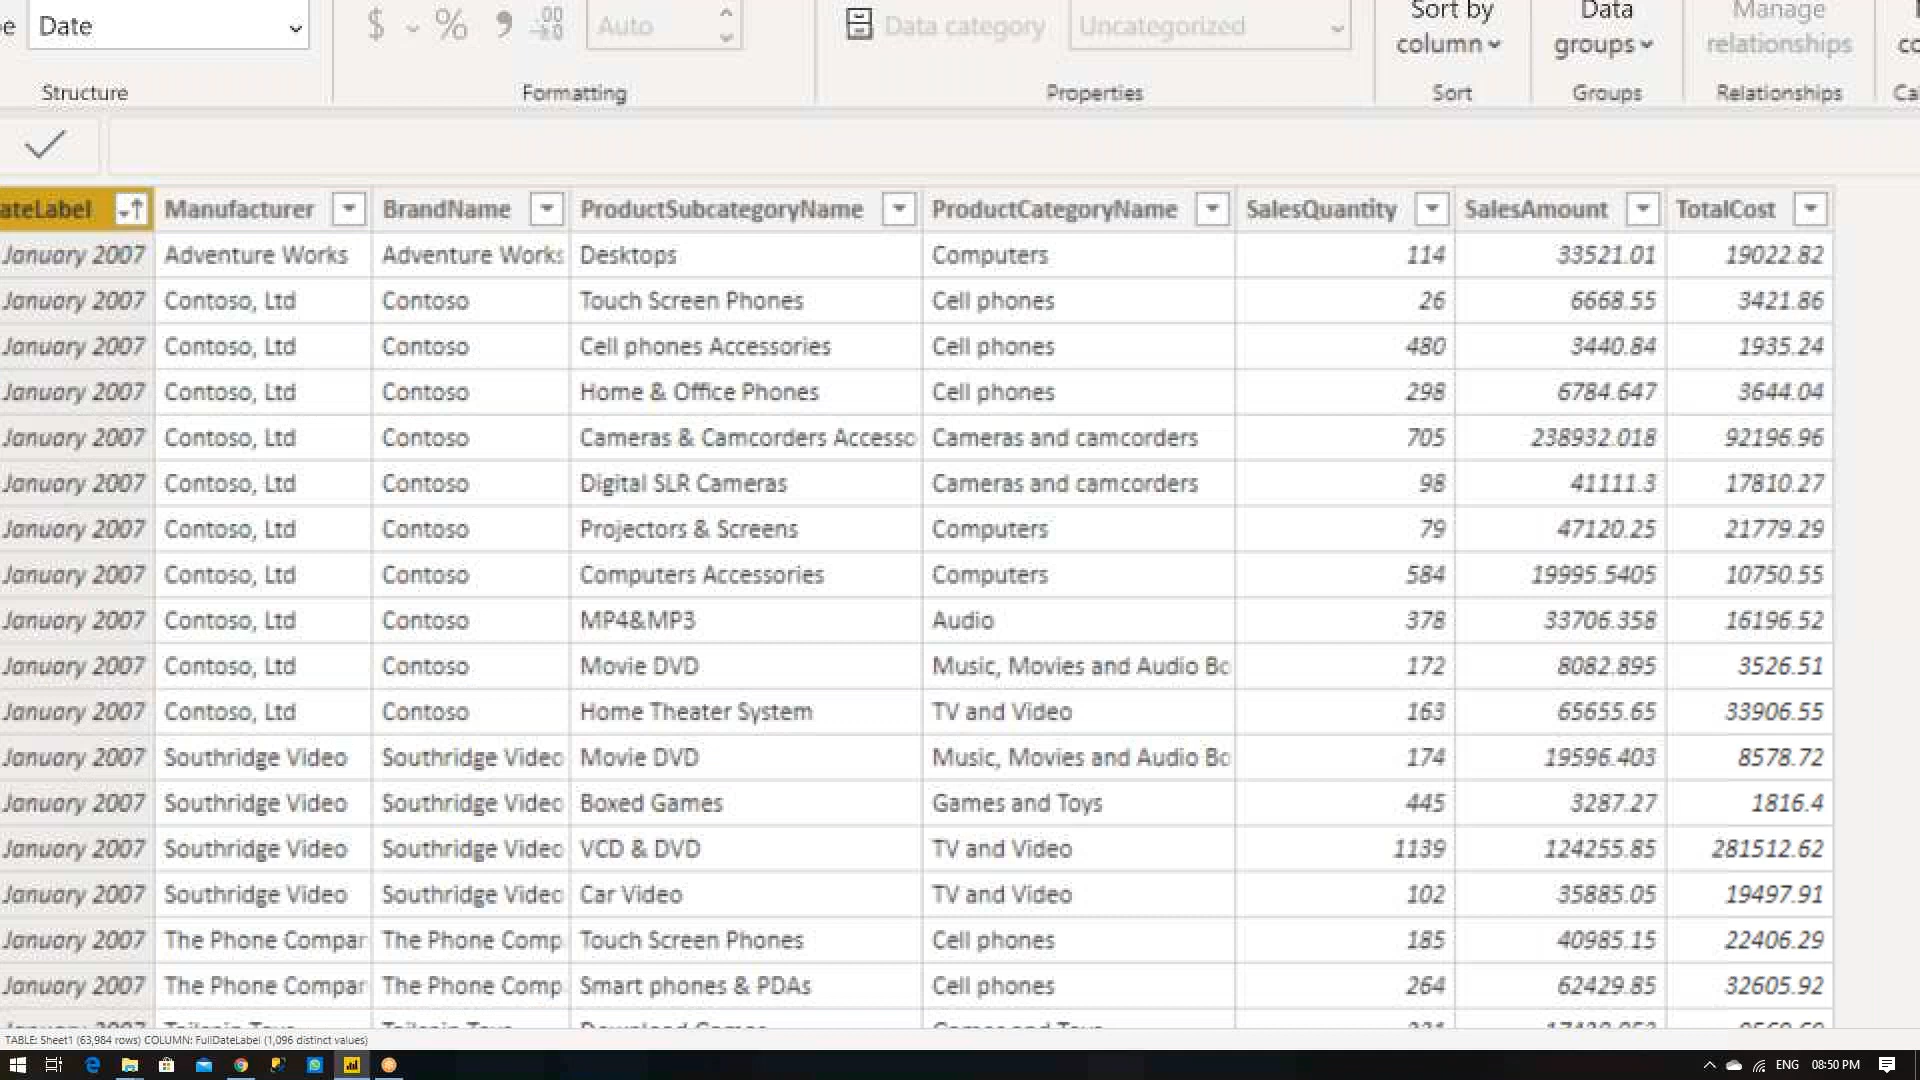 e Date $ % 9 .00 Auto Data category Uncategorized Sort by column Data groups Manage relationships
Structure Formatting Properties Sort Groups Relationships Ca
ateLabel Manufacturer BrandName ProductSubcategoryName ProductCategoryName SalesQuantity SalesAmount TotalCost
January 2007 Adventure Works Adventure Works Desktops Computers 114 33521.01 19022.82
January 2007 Contoso, Ltd Contoso Touch Screen Phones Cell phones 26 6668.55 3421.86
January 2007 Contoso, Ltd Contoso Cell phones Accessories Cell phones 480 3440.84 1935.24
January 2007 Contoso, Ltd Contoso Home & Office Phones Cell phones 298 6784.647 3644.04
January 2007 Contoso, Ltd Contoso Cameras & Camcorders Accesso Cameras and camcorders 705 238932.018 92196.96
January 2007 Contoso, Ltd Contoso Digital SLR Cameras Cameras and camcorders 98 41111.3 17810.27
January 2007 Contoso, Ltd Contoso Projectors & Screens Computers 79 47120.25 21779.29
January 2007 Contoso, Ltd Contoso Computers Accessories Computers 584 19995.5405 10750.55
January 2007 Contoso, Ltd Contoso MP4&MP3 Audio 378 33706.358 16196.52
January 2007 Contoso, Ltd Contoso Movie DVD Music, Movies and Audio Bo 172 8082.895 3526.51
January 2007 Contoso, Ltd Contoso Home Theater System TV and Video 163 65655.65 33906.55
January 2007 Southridge Video Southridge Video Movie DVD Music, Movies and Audio Bo 174 19596.403 8578.72
January 2007 Southridge Video Southridge Video Boxed Games Games and Toys 445 3287.27 1816.4
January 2007 Southridge Video Southridge Video VCD & DVD TV and Video 1139 124255.85 281512.62
January 2007 Southridge Video Southridge Video Car Video TV and Video 102 35885.05 19497.91
January 2007 The Phone Compar The Phone Comp Touch Screen Phones Cell phones 185 40985.15 22406.29
January 2007 The Phone Compar The Phone Comp Smart phones & PDAs Cell phones 264 62429.85 32605.92
TABLE: Sheet1 (63,984 rows) COLUMN: FullDateLabel (1,096 distinct values)
ENG 08:50 PM